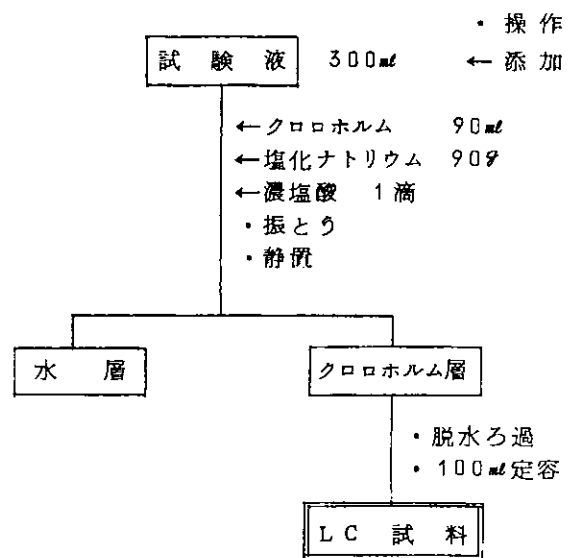 ・操作
試験液 300ml ←添加
←クロロホルム 90ml
←塩化ナトリウム 90g
←濃塩酸 1滴
・振とう
・静置
水層 クロロホルム層
・脱水ろ過
・100ml定容
LC試料